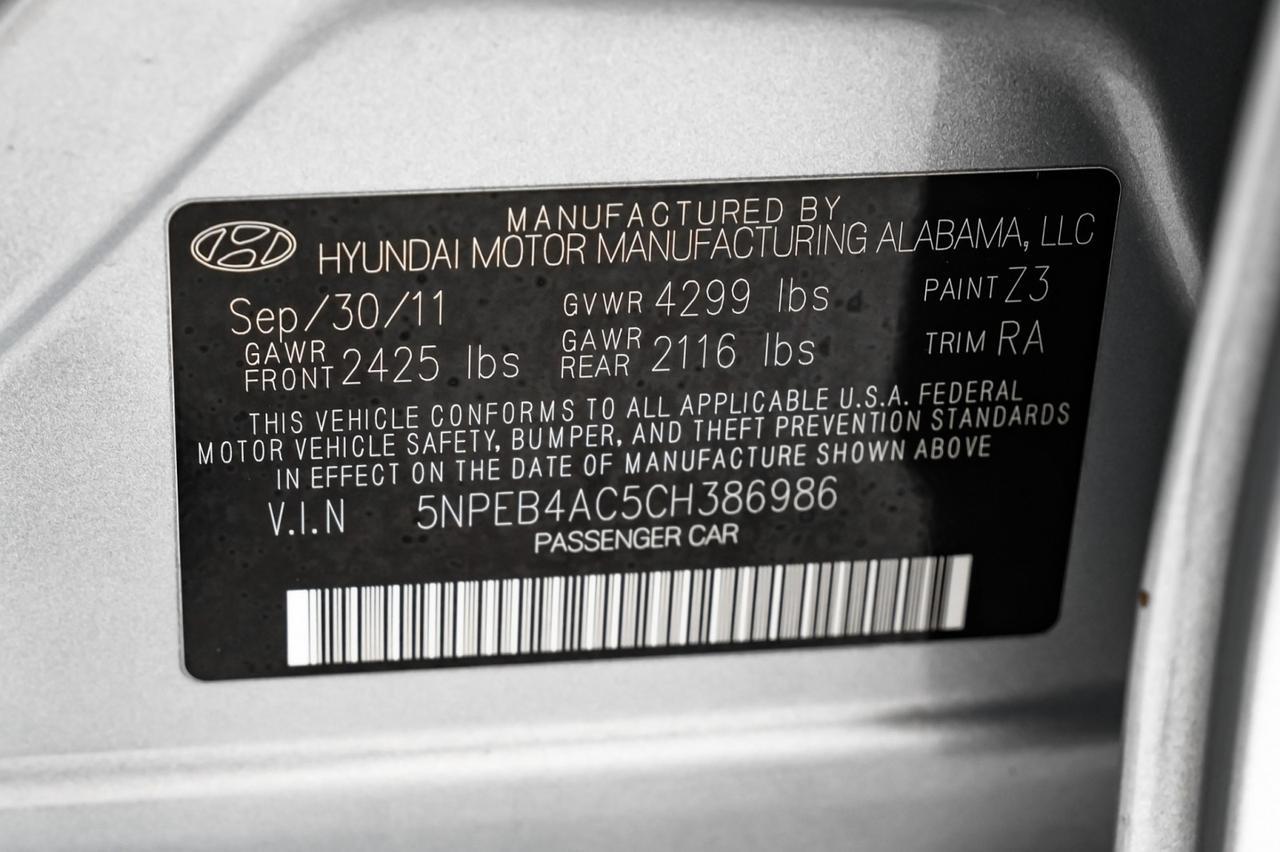 MANUFACTURED BY
HYUNDAI MOTOR MANUFACTURING ALABAMA, LLC
Sep/30/11 GVWR 4299 lbs PAINT Z3
GAWR FRONT 2425 lbs GAWR REAR 2116 lbs TRIM RA
THIS VEHICLE CONFORMS TO ALL APPLICABLE U.S.A. FEDERAL
MOTOR VEHICLE SAFETY, BUMPER, AND THEFT PREVENTION STANDARDS
IN EFFECT ON THE DATE OF MANUFACTURE SHOWN ABOVE
V.I.N 5NPEB4AC5CH386986
PASSENGER CAR